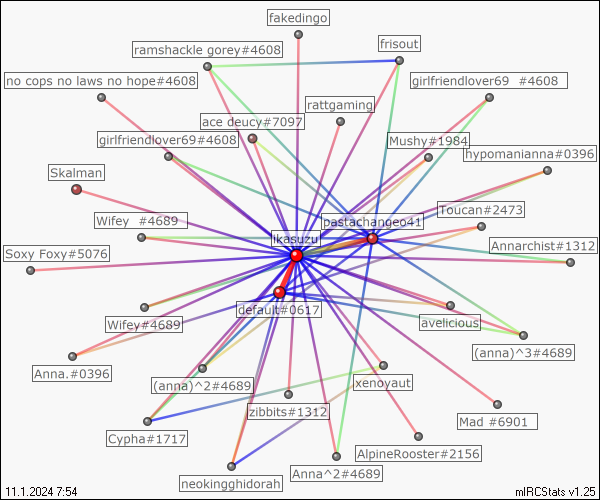 fakedingo
ramshackle gorey#4608
frisout
no cops no laws no hope#4608
girlfriendlover69 #4608
rattgaming
ace deucy#7097
girlfriendlover69#4608
Mushy#1984
hypomanianna#0396
Skalman
Wifey #4689
pastachangeo41
Toucan#2473
likasuzu
Annarchist#1312
Soxy Foxy#5076
default#0617
Wifey#4689
avelicious
(anna)^3#4689
Anna.#0396
(anna)^2#4689
xenoyaut
zibbits#1312
Mad #6901
Cypha#1717
AlpineRooster#2156
neokingghidorah
Anna^2#4689
11.1.2024 7:54
mIRCStats v1.25